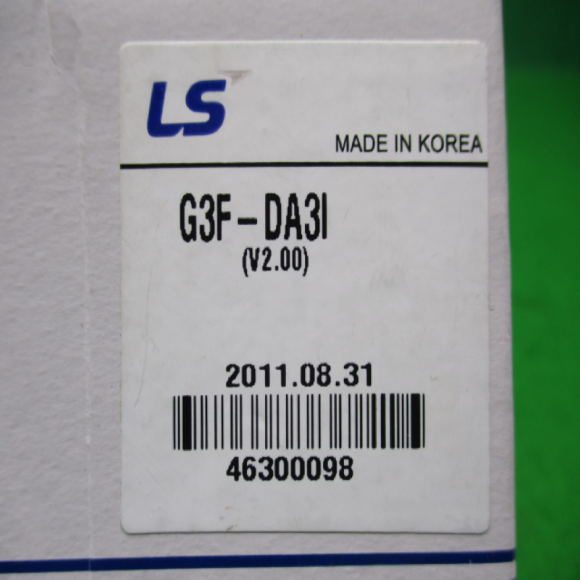 LS
MADE IN KOREA
G3F-DA3I
(V2.00)
2011.08.31
46300098